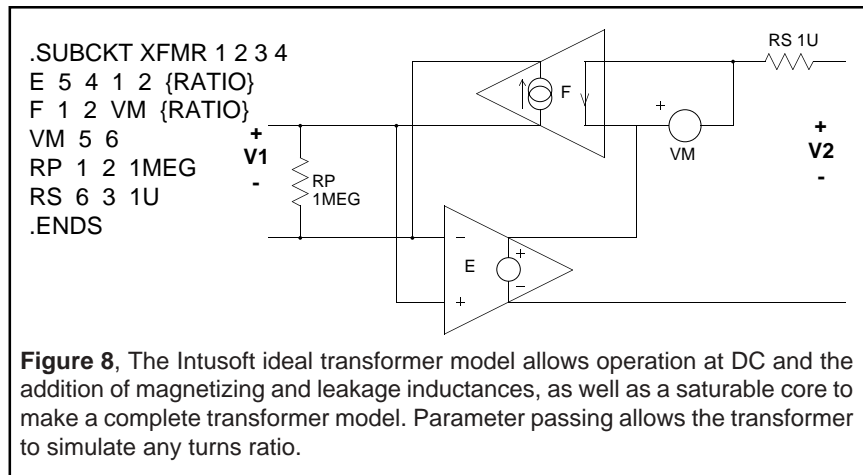 .SUBCKT XFMR 1 2 3 4
E 5 4 1 2 {RATIO}
F 1 2 VM {RATIO}
VM 5 6
RP 1 2 1MEG
RS 6 3 1U
.ENDS
+
V1
-
RP
1MEG
F
RS 1U
+
VM
+
V2
-
−
E
+
−
+
Figure 8, The Intusoft ideal transformer model allows operation at DC and the
addition of magnetizing and leakage inductances, as well as a saturable core to
make a complete transformer model. Parameter passing allows the transformer
to simulate any turns ratio.